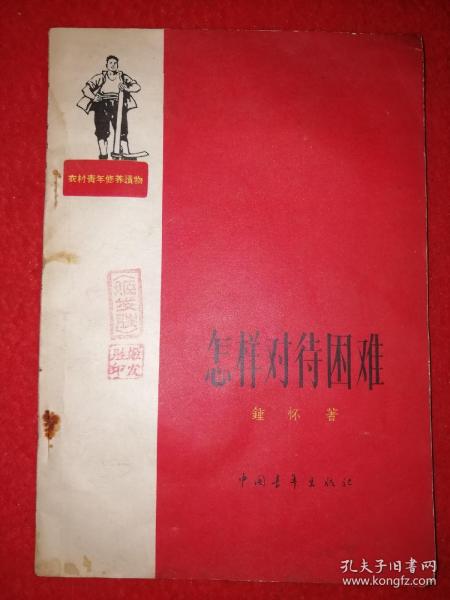 农村青年修养讀物
怎样对待困难
鍾怀著
中国青年出版社
孔夫子旧书网
www.kongfz.com